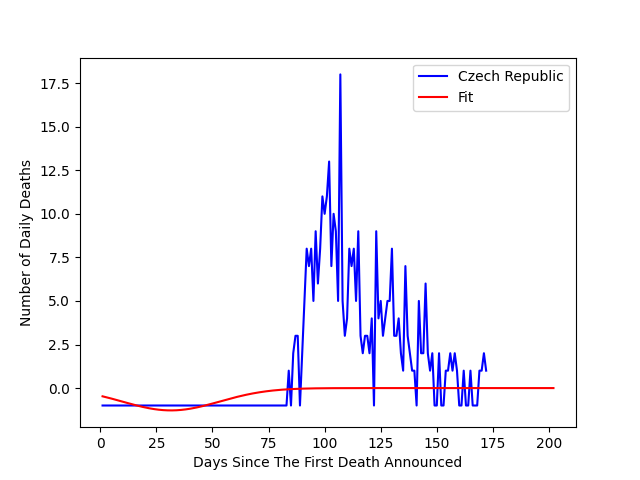 Czech Republic
Fit
17.5
15.0
12.5
10.0
7.5
5.0
2.5
0.0
Number of Daily Deaths
0 25 50 75 100 125 150 175 200
Days Since The First Death Announced